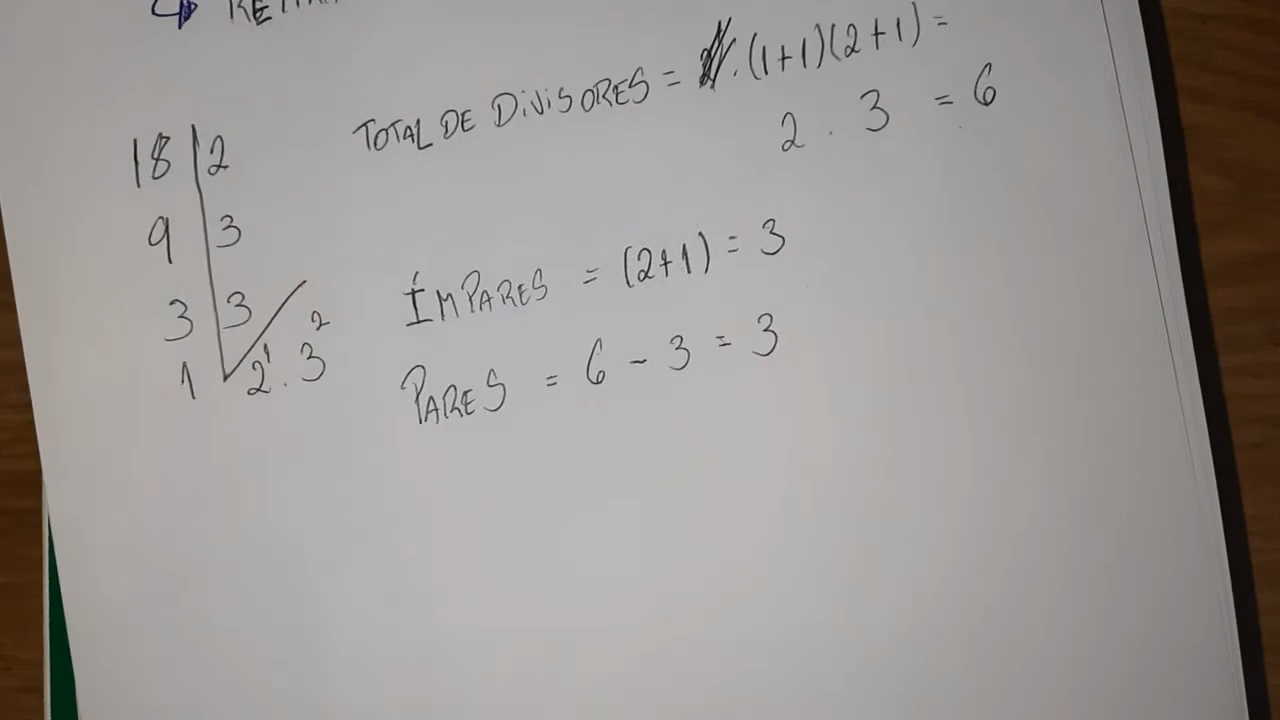 TOTAL DE DIVISORES = . (1+1)(2+1) =
2 . 3 = 6
18 | 2
9 | 3
3 | 3
1 2¹ . 3²
ÍMPARES = (2+1) = 3
PARES = 6 - 3 = 3